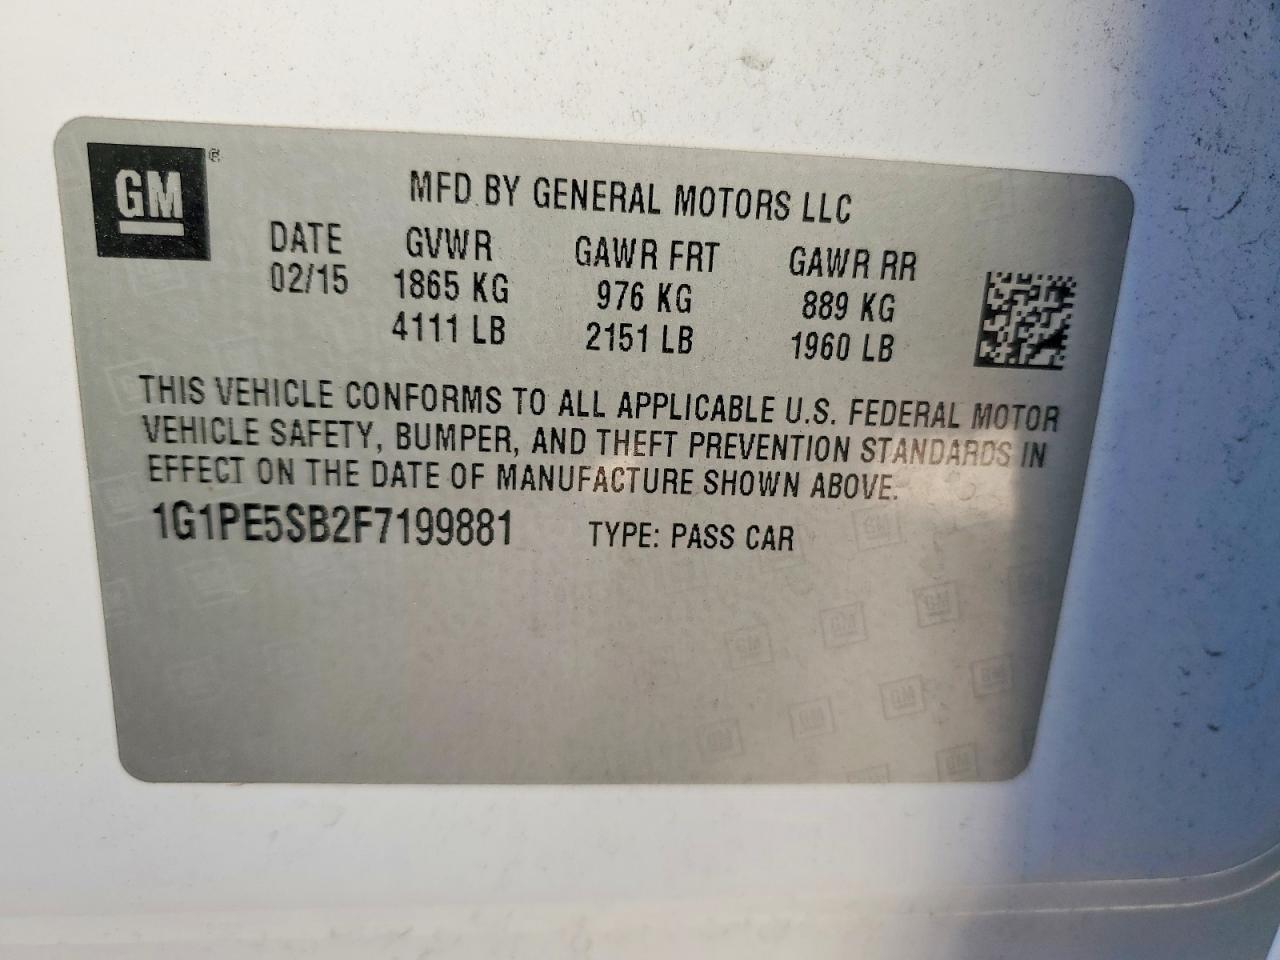 GM
MFD BY GENERAL MOTORS LLC
DATE GVWR GAWR FRT GAWR RR
02/15 1865 KG 976 KG 889 KG
4111 LB 2151 LB 1960 LB
THIS VEHICLE CONFORMS TO ALL APPLICABLE U.S. FEDERAL MOTOR
VEHICLE SAFETY, BUMPER, AND THEFT PREVENTION STANDARDS IN
EFFECT ON THE DATE OF MANUFACTURE SHOWN ABOVE.
1G1PE5SB2F7199881 TYPE: PASS CAR